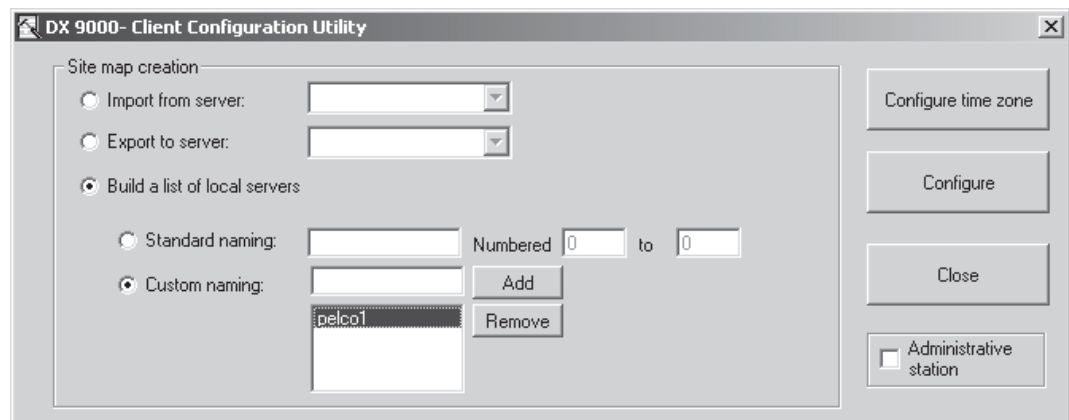 DX 9000- Client Configuration Utility
Site map creation
Import from server:
Export to server:
Build a list of local servers
Standard naming:
Numbered 0 to 0
Custom naming:
Add
pelco1
Remove
Configure time zone
Configure
Close
Administrative
station